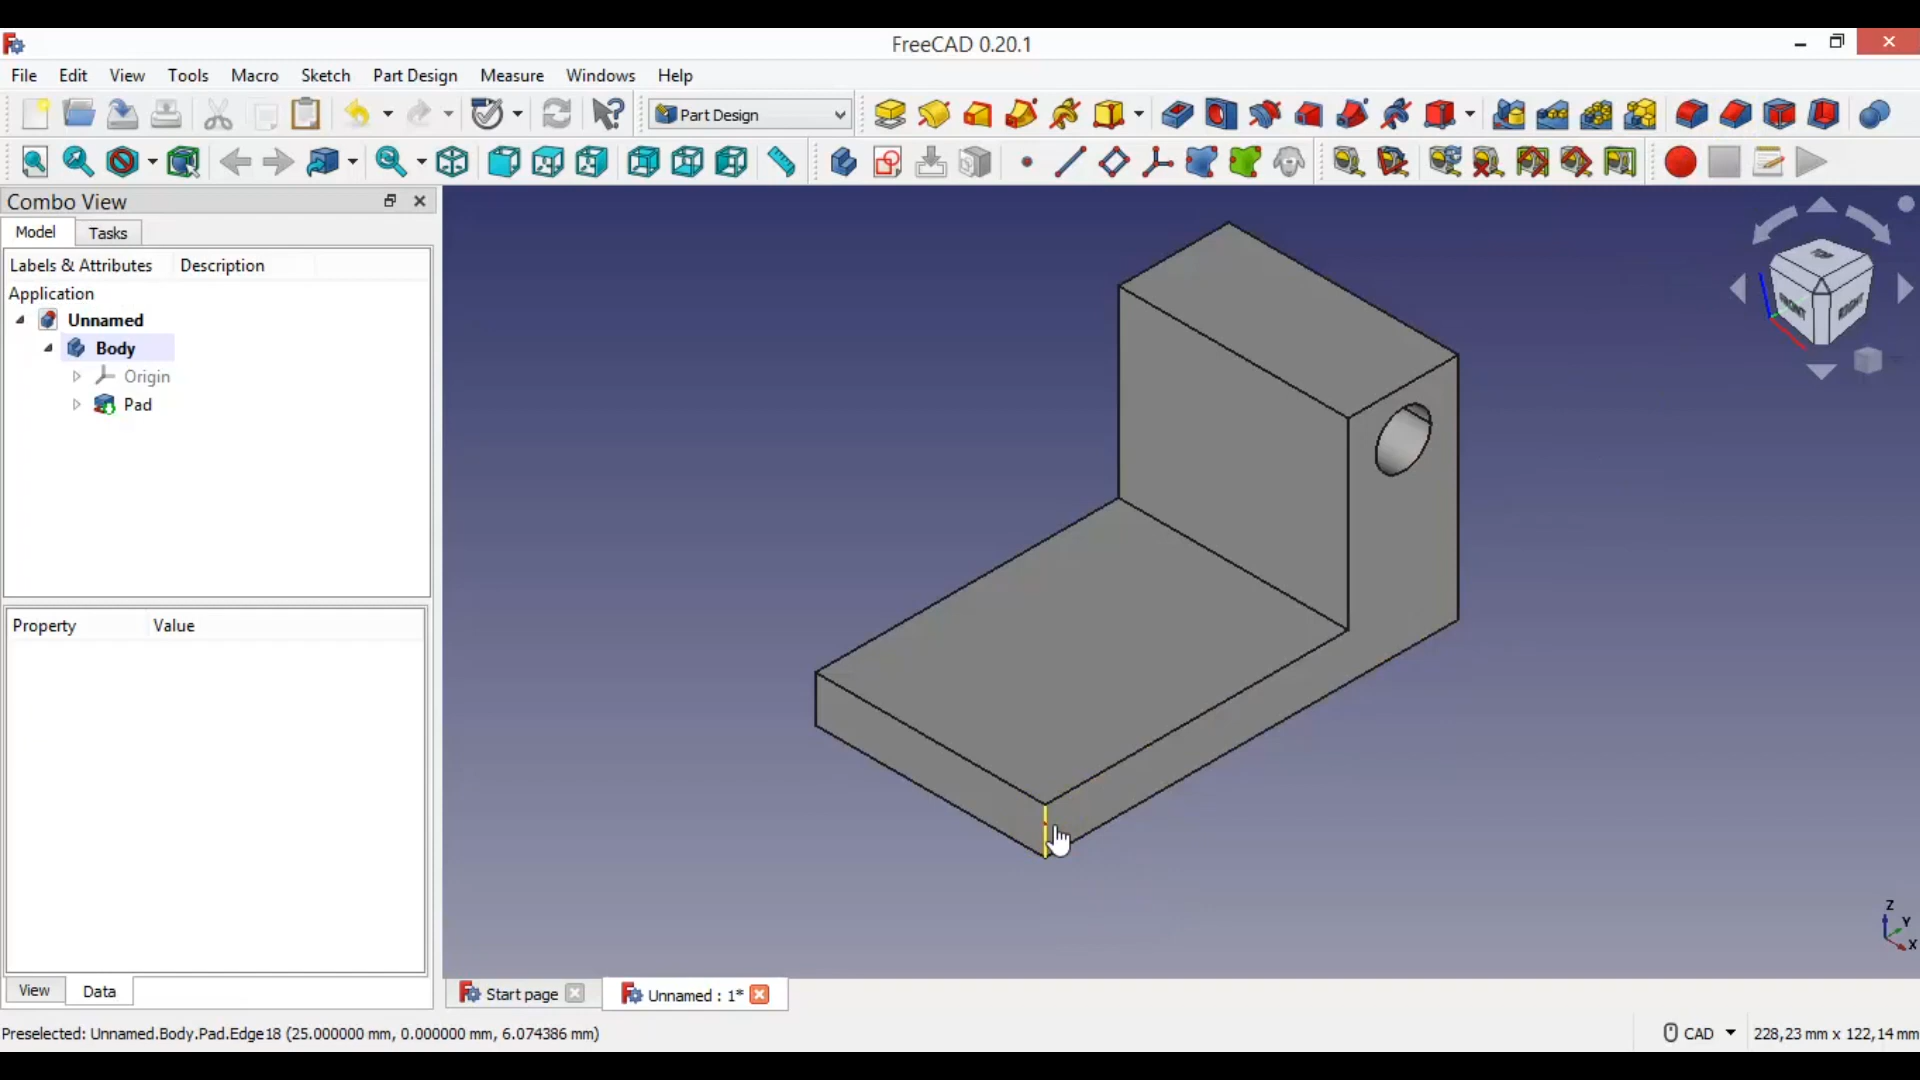 FreeCAD 0.20.1
File Edit View Tools Macro Sketch Part Design Measure Windows Help
Part Design
Combo View
Model Tasks
Labels & Attributes Description
Application
Unnamed
Body
Origin
Pad
TOP
FRONT
RIGHT
Property Value
Z
Y
X
View Data
Start page
Unnamed : 1*
Preselected: Unnamed.Body.Pad.Edge18 (25.000000 mm, 0.000000 mm, 6.074386 mm)
CAD
228,23 mm x 122,14 mm